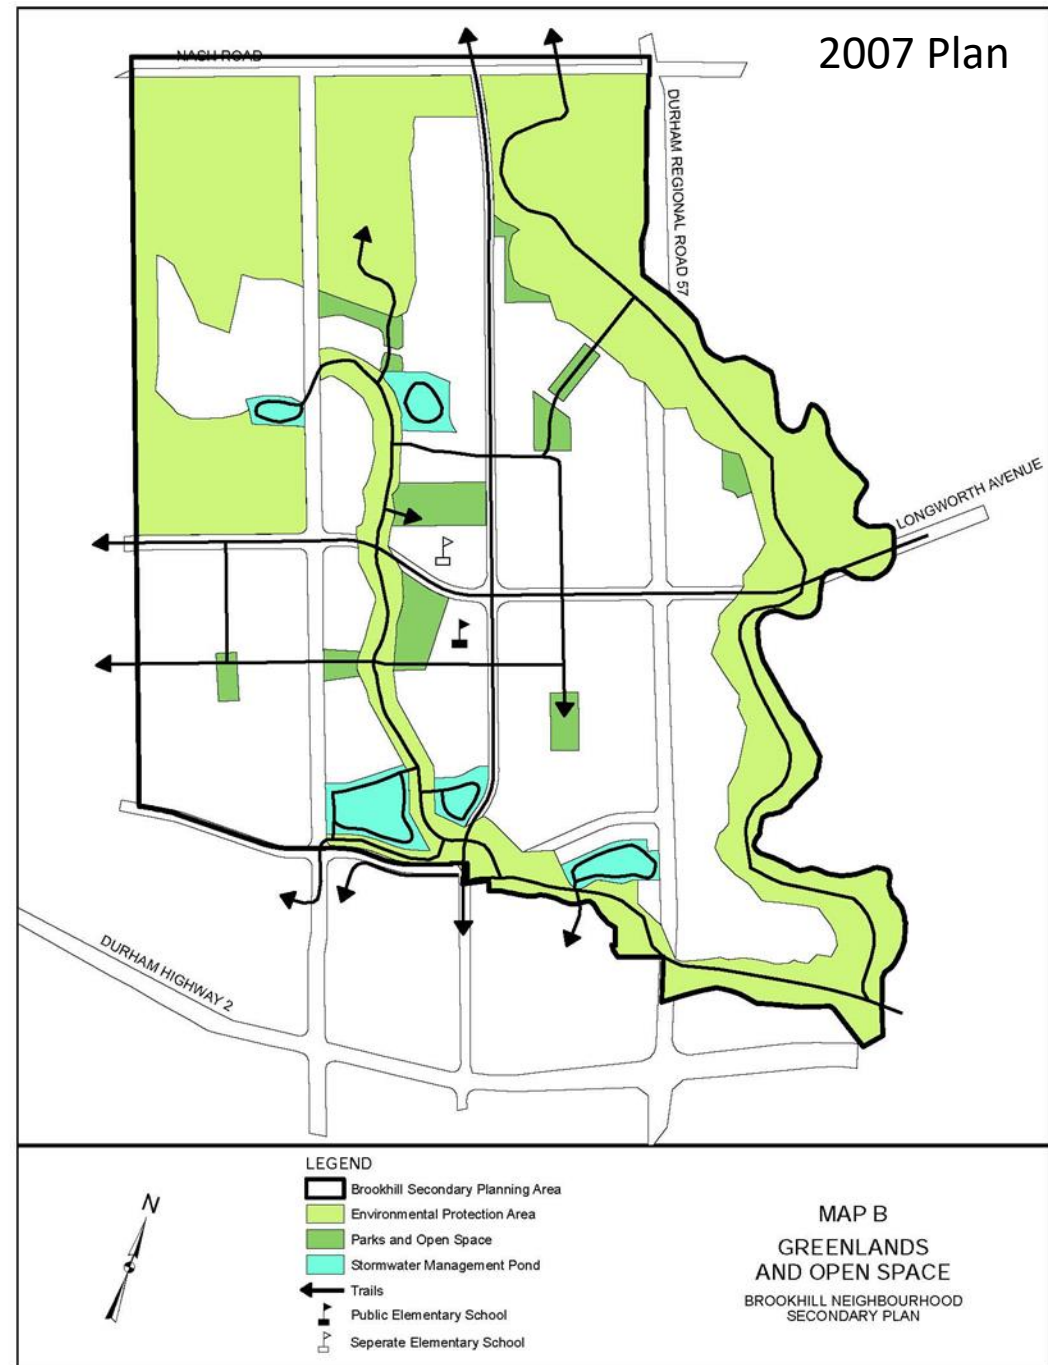 2007 Plan
NASH ROAD
DURHAM REGIONAL ROAD 57
LONGWORTH AVENUE
DURHAM HIGHWAY 2
N
LEGEND
Brookhill Secondary Planning Area
Environmental Protection Area
Parks and Open Space
Stormwater Management Pond
Trails
Public Elementary School
Seperate Elementary School
MAP B
GREENLANDS
AND OPEN SPACE
BROOKHILL NEIGHBOURHOOD
SECONDARY PLAN